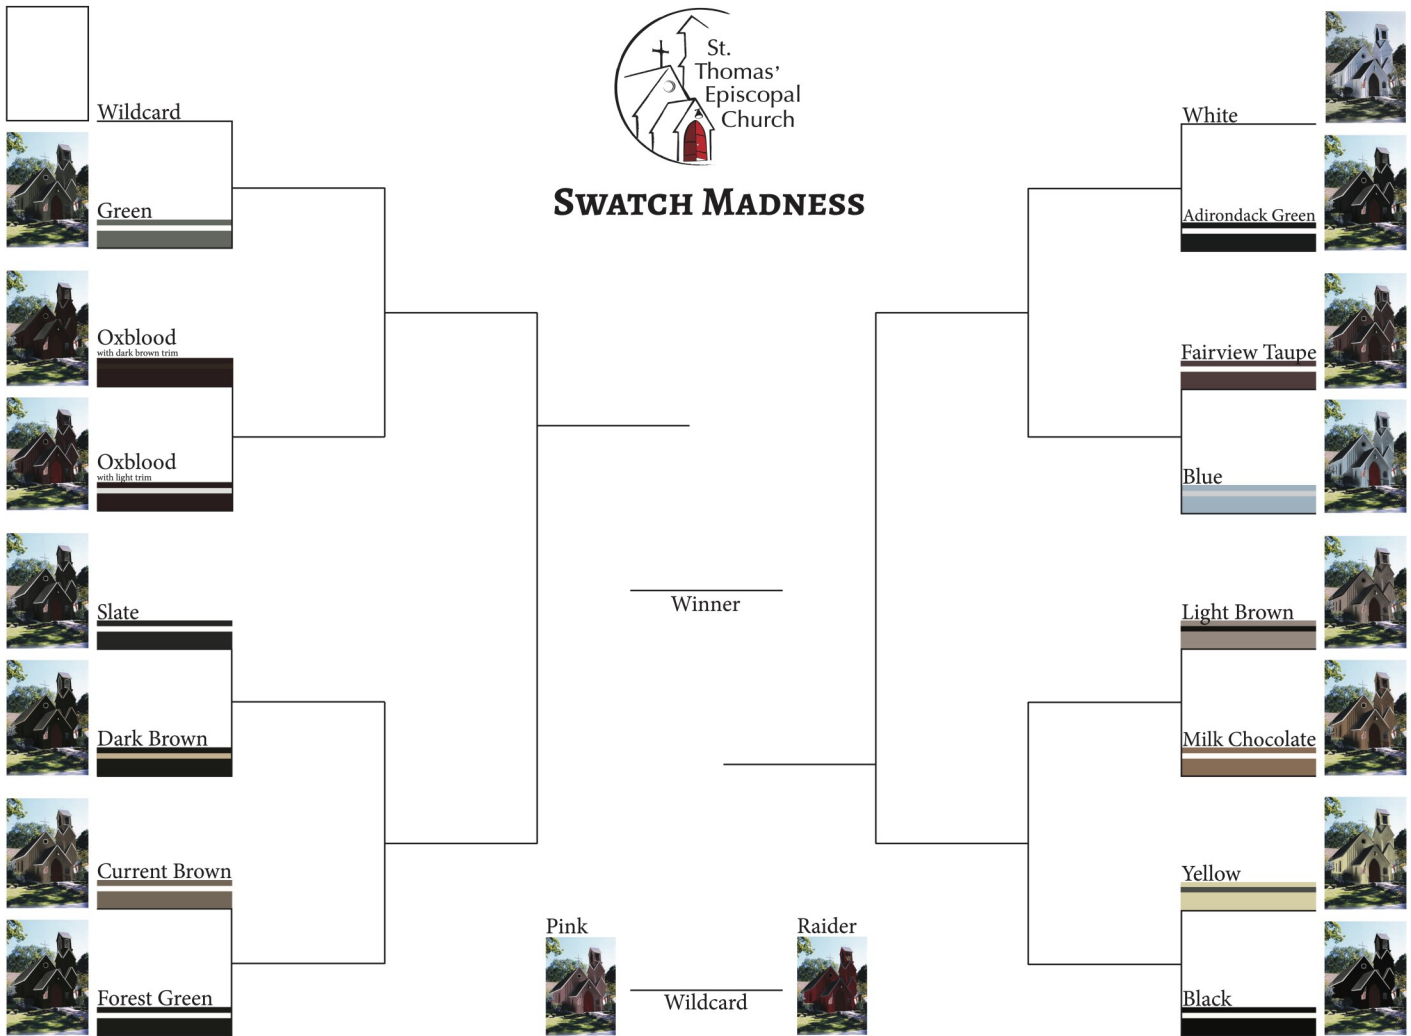 St.
Thomas’
Episcopal
Church
Swatch Madness
Wildcard
Green
Oxblood
with dark brown trim
Oxblood
with light trim
Slate
Dark Brown
Current Brown
Forest Green
White
Adirondack Green
Fairview Taupe
Blue
Light Brown
Milk Chocolate
Yellow
Black
Winner
Pink
Raider
Wildcard